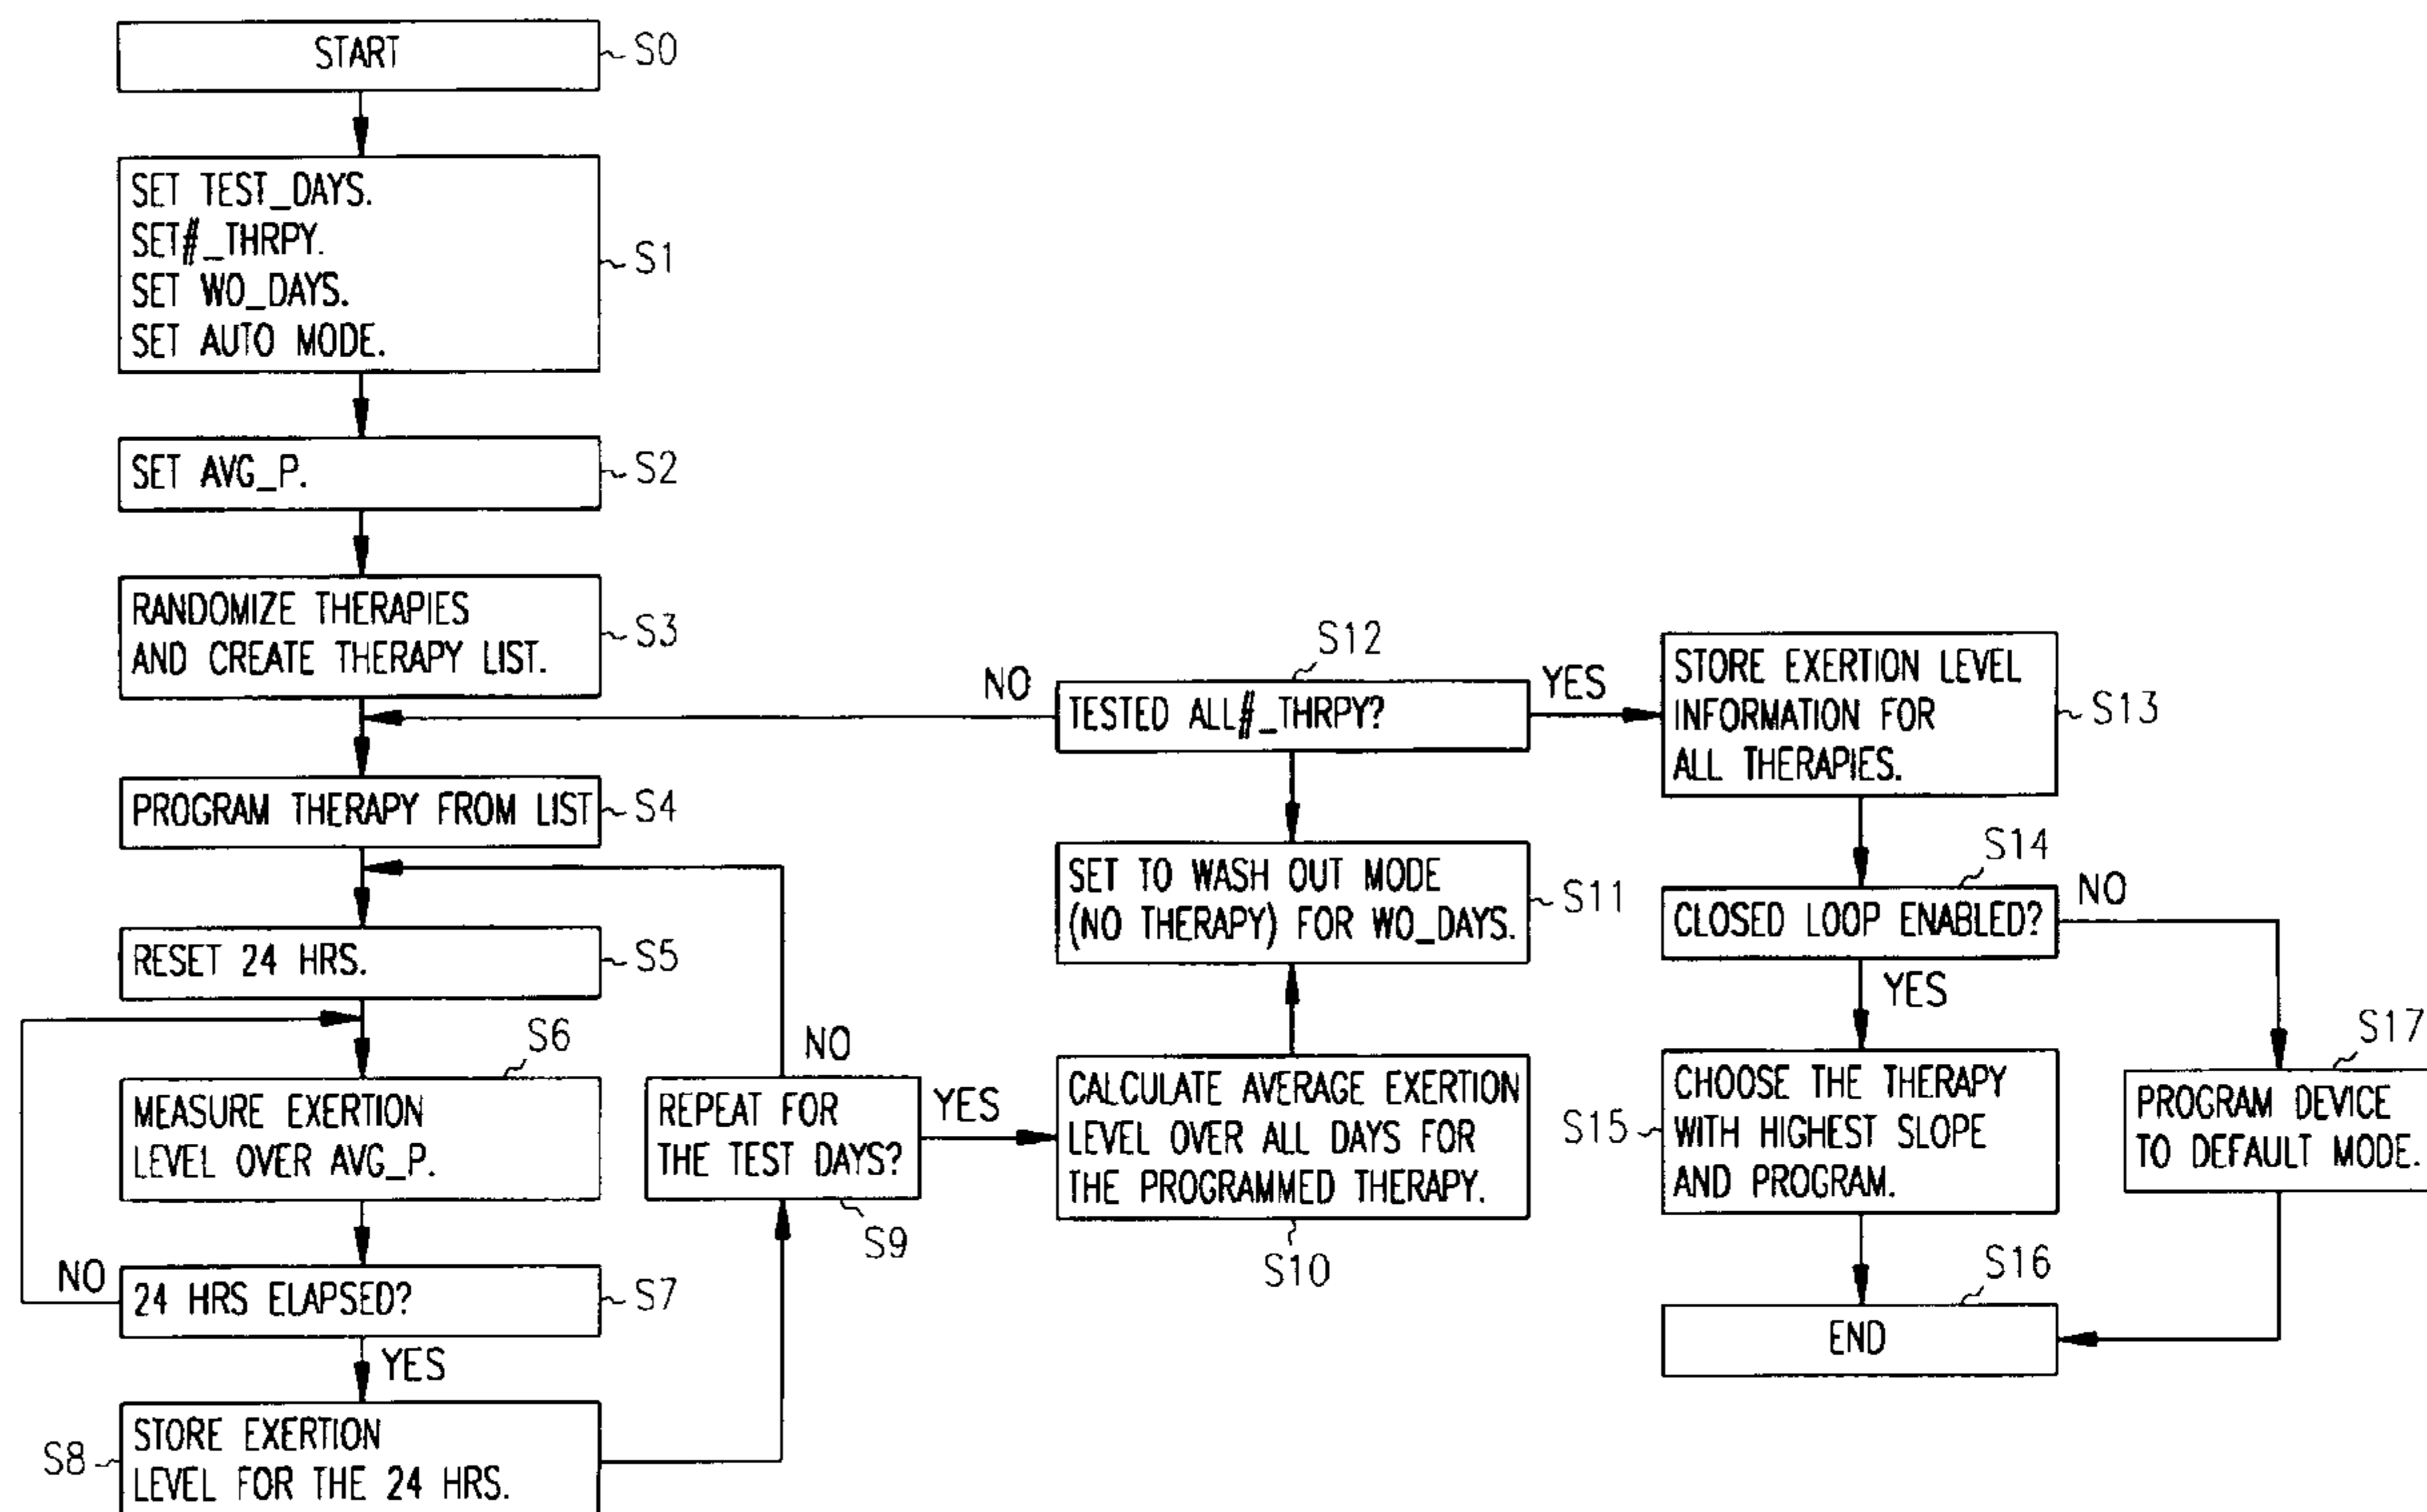 START
S0
SET TEST_DAYS.
SET#_THRPY.
SET WO_DAYS.
SET AUTO MODE.
S1
SET AVG_P.
S2
RANDOMIZE THERAPIES
AND CREATE THERAPY LIST.
S3
PROGRAM THERAPY FROM LIST
S4
RESET 24 HRS.
S5
S6
MEASURE EXERTION
LEVEL OVER AVG_P.
NO
24 HRS ELAPSED?
S7
YES
S8
STORE EXERTION
LEVEL FOR THE 24 HRS.
NO
REPEAT FOR
THE TEST DAYS?
YES
S9
CALCULATE AVERAGE EXERTION
LEVEL OVER ALL DAYS FOR
THE PROGRAMMED THERAPY.
S10
SET TO WASH OUT MODE
(NO THERAPY) FOR WO_DAYS.
S11
S12
NO
TESTED ALL#_THRPY?
YES
STORE EXERTION LEVEL
INFORMATION FOR
ALL THERAPIES.
S13
S14
CLOSED LOOP ENABLED?
NO
YES
S15
CHOOSE THE THERAPY
WITH HIGHEST SLOPE
AND PROGRAM.
S17
PROGRAM DEVICE
TO DEFAULT MODE.
S16
END